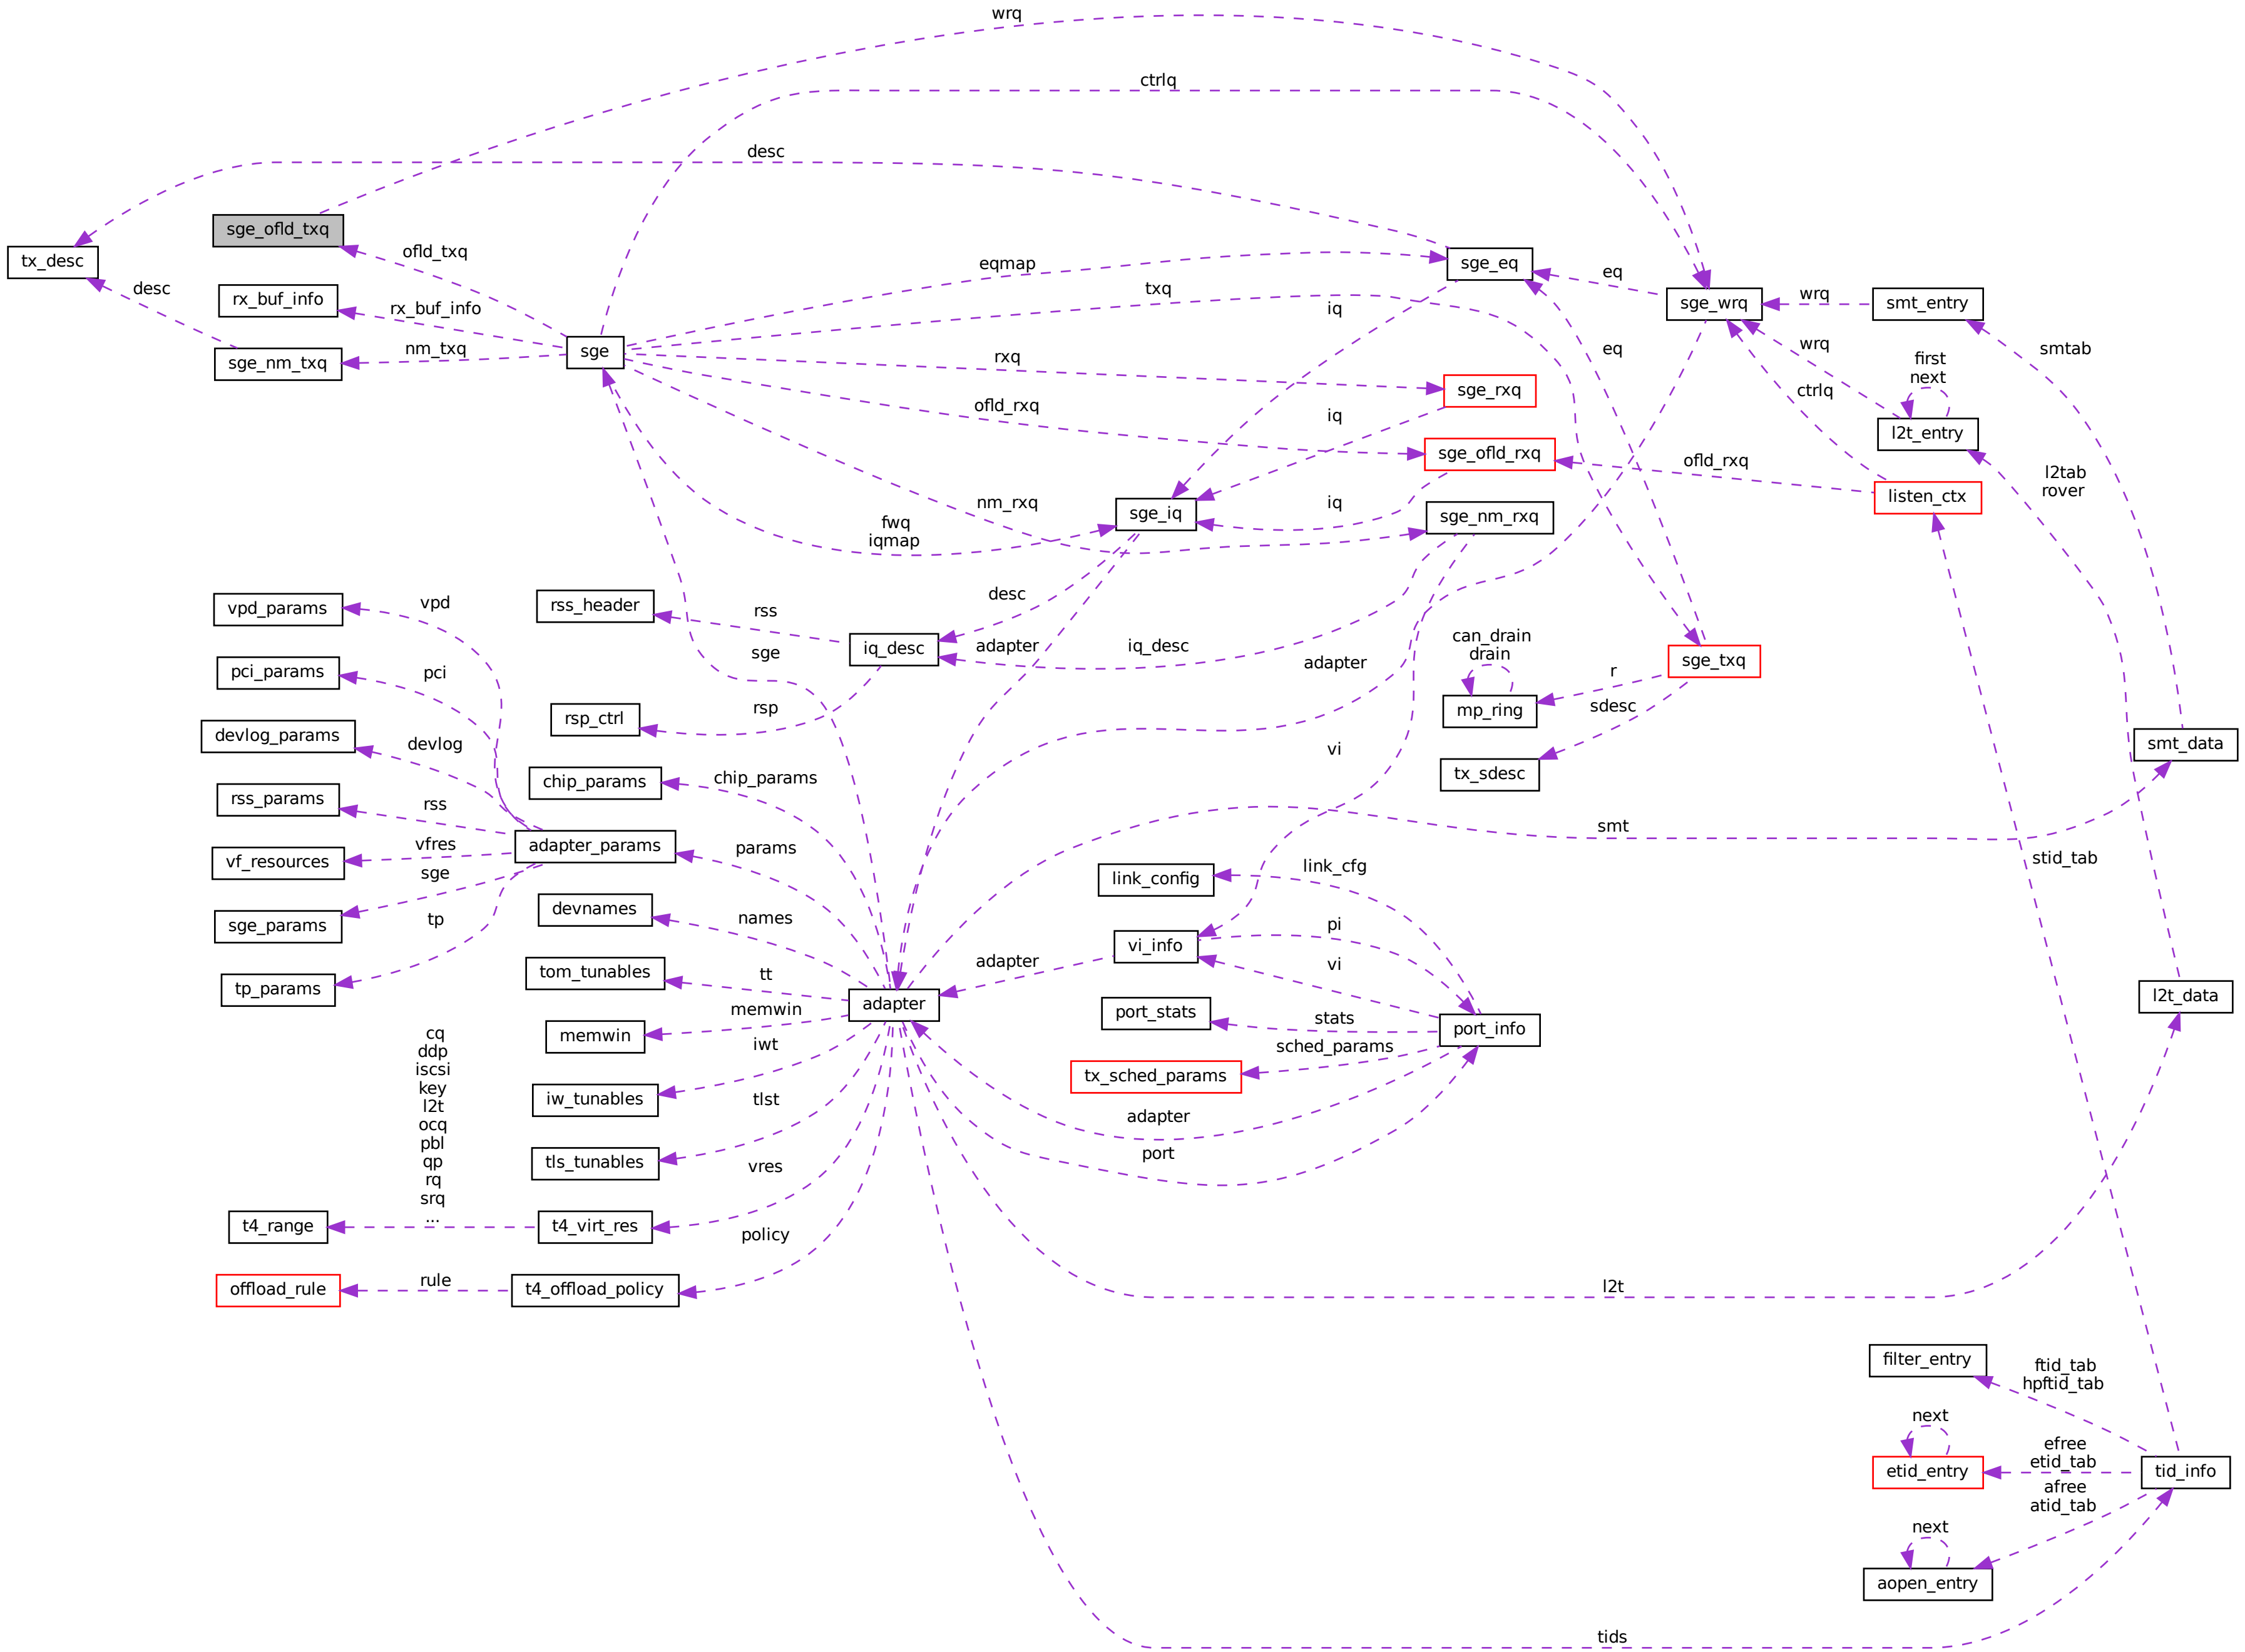 wrq
ctrlq
desc
sge_ofld_txq
ofld_txq
tx_desc
eqmap
sge_eq
eq
desc
txq
rx_buf_info
rx_buf_info
iq
sge_wrq
wrq
smt_entry
sge
nm_txq
sge_nm_txq
rxq
eq
wrq
first
next
smtab
sge_rxq
ctrlq
ofld_rxq
iq
l2t_entry
sge_ofld_rxq
ofld_rxq
l2tab
rover
listen_ctx
nm_rxq
iq
sge_iq
sge_nm_rxq
fwq
iqmap
desc
vpd_params
vpd
rss_header
rss
iq_desc
adapter
iq_desc
adapter
can_drain
drain
sge
pci_params
pci
sge_txq
r
mp_ring
rsp_ctrl
rsp
sdesc
devlog_params
devlog
vi
smt_data
tx_sdesc
chip_params
chip_params
rss_params
rss
smt
vfres
adapter_params
params
vf_resources
sge
link_config
link_cfg
stid_tab
devnames
names
sge_params
tp
pi
vi_info
adapter
vi
tom_tunables
tt
tp_params
adapter
l2t_data
memwin
memwin
port_stats
stats
port_info
iwt
sched_params
tx_sched_params
cq
ddp
iscsi
key
l2t
ocq
pbl
qp
rq
srq
...
iw_tunables
tlst
adapter
port
tls_tunables
vres
t4_range
t4_virt_res
policy
offload_rule
rule
t4_offload_policy
l2t
filter_entry
ftid_tab
hpftid_tab
next
efree
etid_tab
etid_entry
tid_info
afree
atid_tab
next
aopen_entry
tids